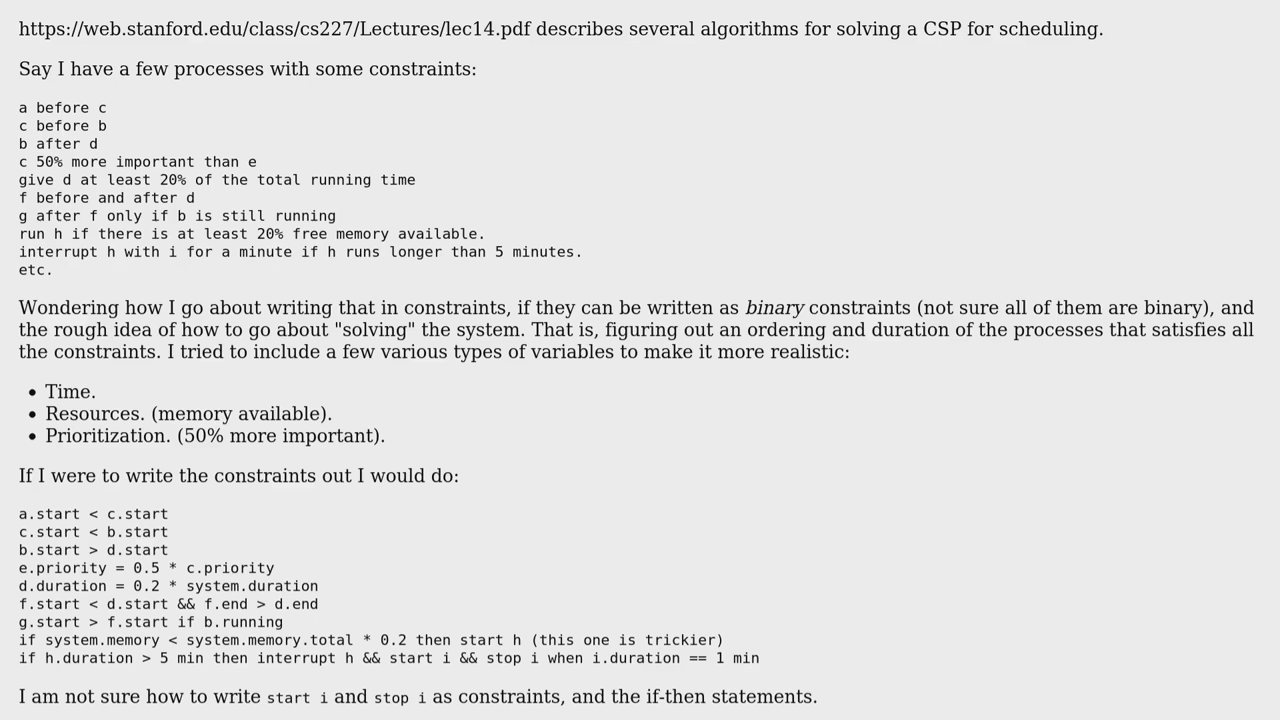 https://web.stanford.edu/class/cs227/Lectures/lec14.pdf describes several algorithms for solving a CSP for scheduling.
Say I have a few processes with some constraints:
a before c
c before b
b after d
c 50% more important than e
give d at least 20% of the total running time
f before and after d
g after f only if b is still running
run h if there is at least 20% free memory available.
interrupt h with i for a minute if h runs longer than 5 minutes.
etc.
Wondering how I go about writing that in constraints, if they can be written as binary constraints (not sure all of them are binary), and
the rough idea of how to go about "solving" the system. That is, figuring out an ordering and duration of the processes that satisfies all
the constraints. I tried to include a few various types of variables to make it more realistic:
• Time.
• Resources. (memory available).
• Prioritization. (50% more important).
If I were to write the constraints out I would do:
a.start < c.start
c.start < b.start
b.start > d.start
e.priority = 0.5 * c.priority
d.duration = 0.2 * system.duration
f.start < d.start && f.end > d.end
g.start > f.start if b.running
if system.memory < system.memory.total * 0.2 then start h (this one is trickier)
if h.duration > 5 min then interrupt h && start i && stop i when i.duration == 1 min
I am not sure how to write start i and stop i as constraints, and the if-then statements.